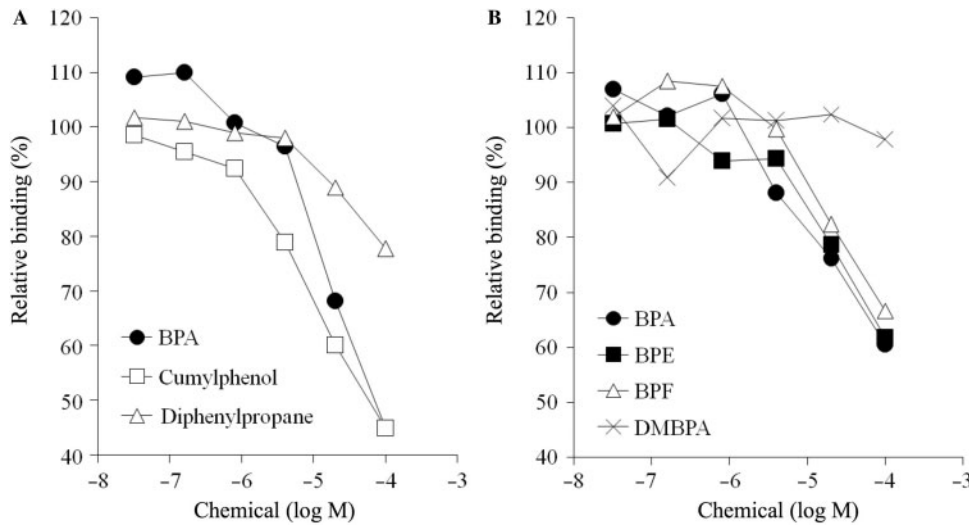 A
120
110
100
90
80
70
60
50
40
Relative binding (%)
BPA
Cumylphenol
Diphenylpropane
−8 −7 −6 −5 −4 −3
Chemical (log M)
B
120
110
100
90
80
70
60
50
40
Relative binding (%)
BPA
BPE
BPF
DMBPA
−8 −7 −6 −5 −4 −3
Chemical (log M)